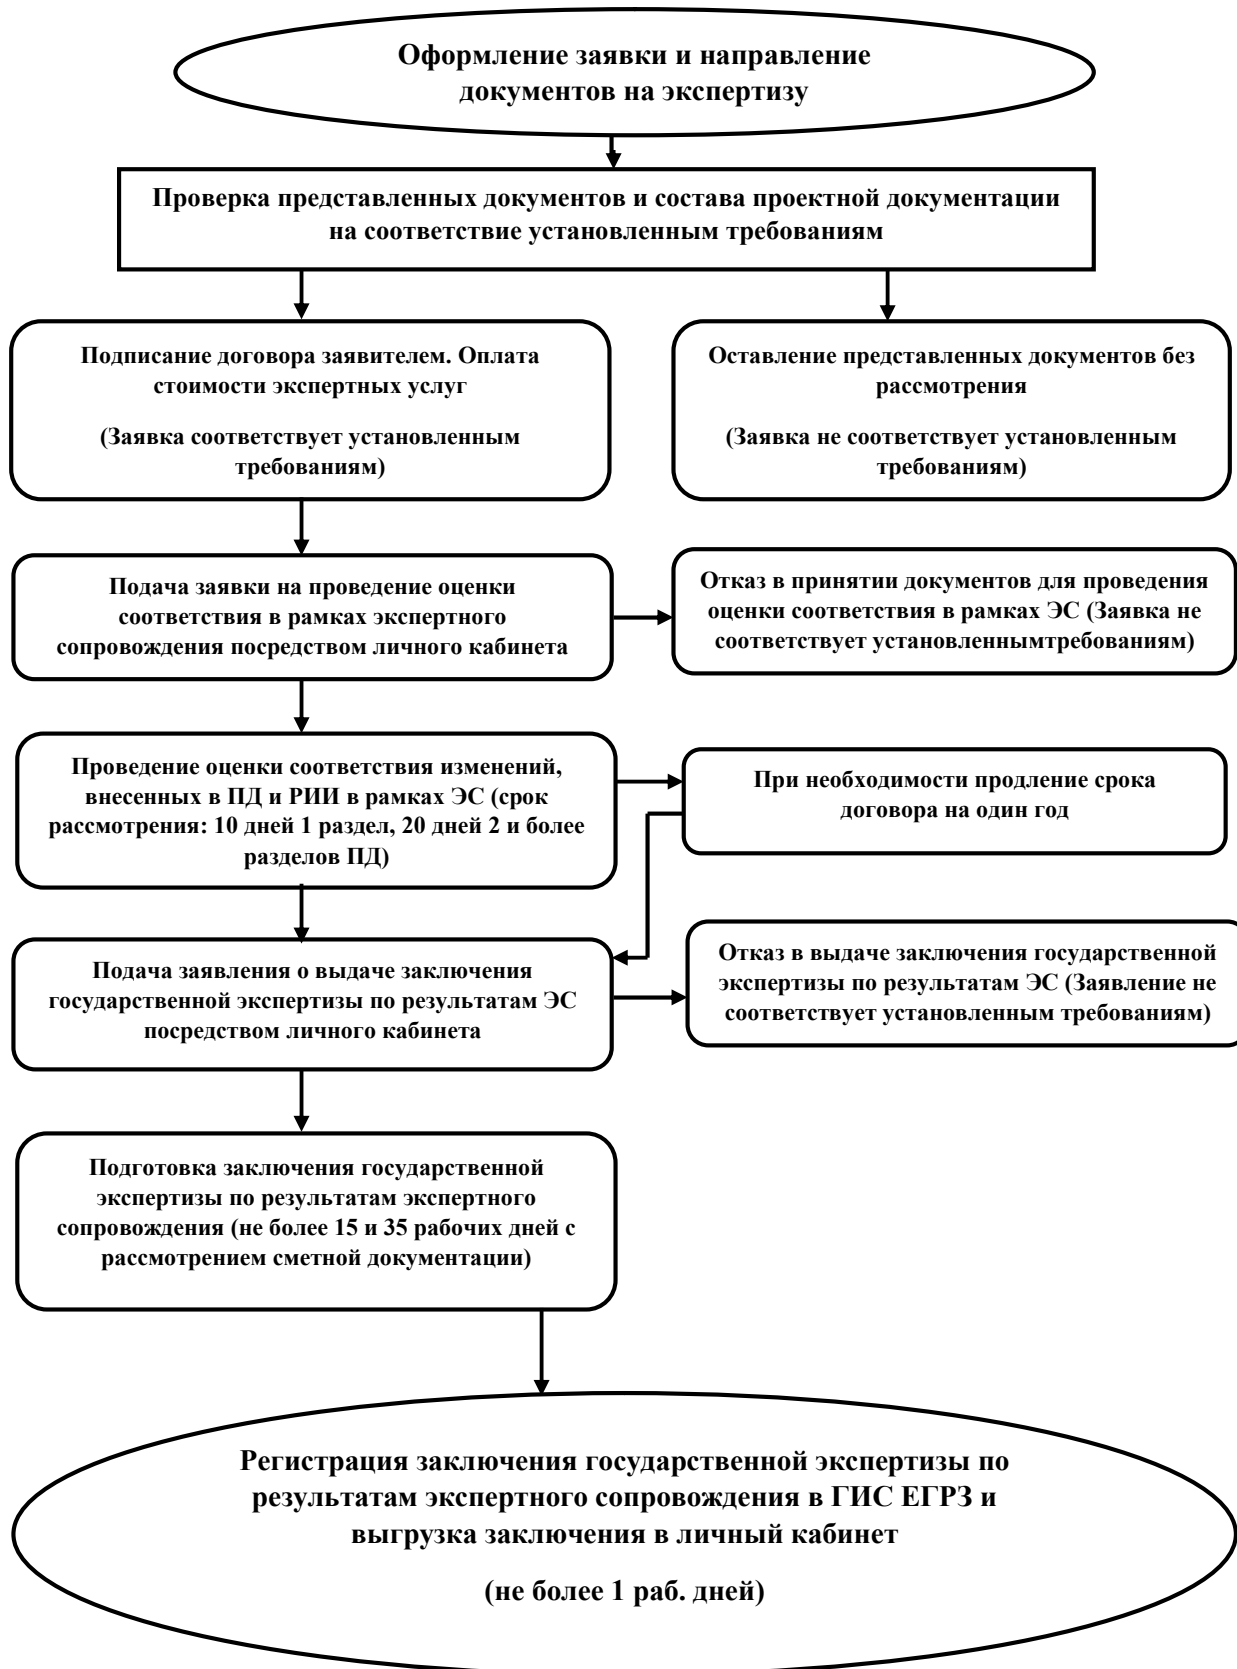 Оформление заявки и направление
документов на экспертизу
Проверка представленных документов и состава проектной документации
на соответствие установленным требованиям
Подписание договора заявителем. Оплата
стоимости экспертных услуг
(Заявка соответствует установленным
требованиям)
Оставление представленных документов без
рассмотрения
(Заявка не соответствует установленным
требованиям)
Подача заявки на проведение оценки
соответствия в рамках экспертного
сопровождения посредством личного кабинета
Отказ в принятии документов для проведения
оценки соответствия в рамках ЭС (Заявка не
соответствует установленнымтребованиям)
Проведение оценки соответствия изменений,
внесенных в ПД и РИИ в рамках ЭС (срок
рассмотрения: 10 дней 1 раздел, 20 дней 2 и более
разделов ПД)
При необходимости продление срока
договора на один год
Подача заявления о выдаче заключения
государственной экспертизы по результатам ЭС
посредством личного кабинета
Отказ в выдаче заключения государственной
экспертизы по результатам ЭС (Заявление не
соответствует установленным требованиям)
Подготовка заключения государственной
экспертизы по результатам экспертного
сопровождения (не более 15 и 35 рабочих дней с
рассмотрением сметной документации)
Регистрация заключения государственной экспертизы по
результатам экспертного сопровождения в ГИС ЕГРЗ и
выгрузка заключения в личный кабинет
(не более 1 раб. дней)